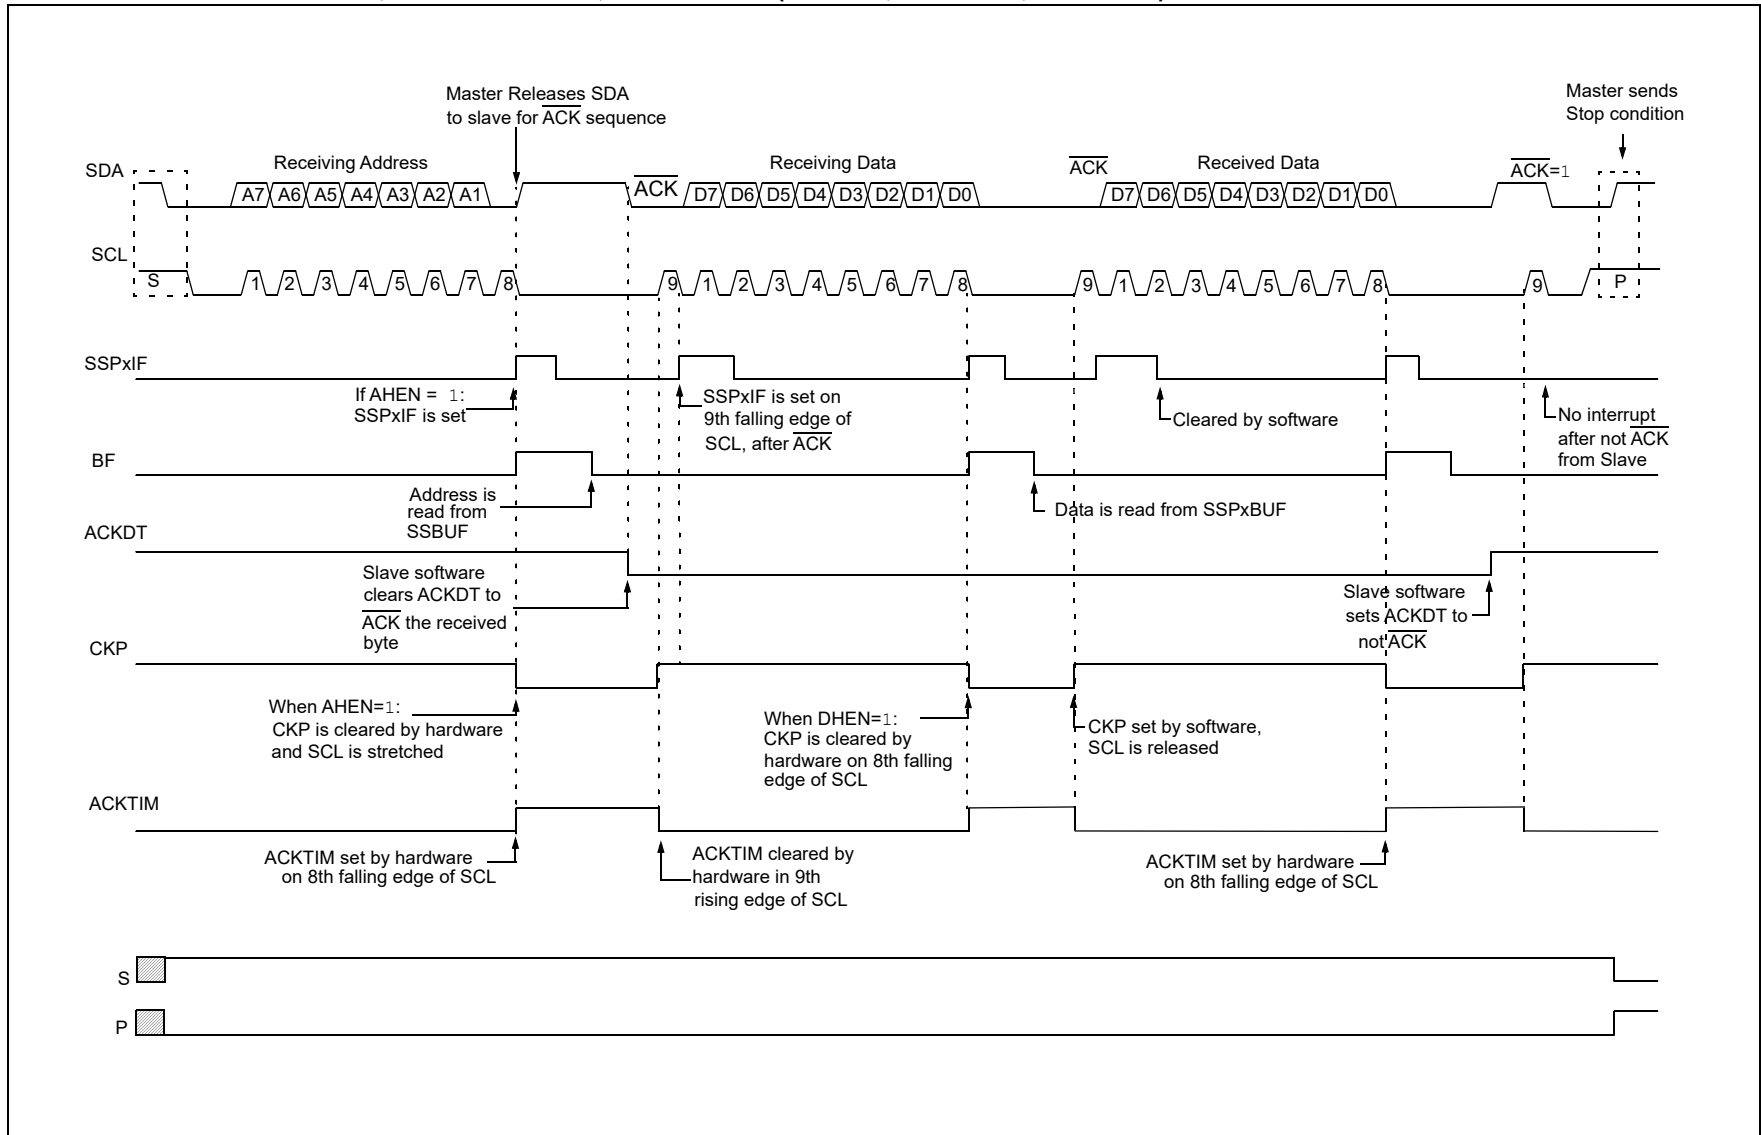 Master Releases SDA
to slave for ACK sequence
Master sends
Stop condition
SDA
Receiving Address
ACK
Receiving Data
ACK
Received Data
ACK=1
A7 A6 A5 A4 A3 A2 A1
D7 D6 D5 D4 D3 D2 D1 D0
D7 D6 D5 D4 D3 D2 D1 D0
SCL
S
1 2 3 4 5 6 7 8
9 1 2 3 4 5 6 7 8
9 1 2 3 4 5 6 7 8
9
P
SSPxIF
If AHEN = 1:
SSPxIF is set
SSPxIF is set on
9th falling edge of
SCL, after ACK
Cleared by software
No interrupt
after not ACK
from Slave
BF
Address is
read from
SSBUF
Data is read from SSPxBUF
ACKDT
Slave software
clears ACKDT to
ACK the received
byte
Slave software
sets ACKDT to
not ACK
CKP
When AHEN=1:
CKP is cleared by hardware
and SCL is stretched
When DHEN=1:
CKP is cleared by
hardware on 8th falling
edge of SCL
CKP set by software,
SCL is released
ACKTIM
ACKTIM set by hardware
on 8th falling edge of SCL
ACKTIM cleared by
hardware in 9th
rising edge of SCL
ACKTIM set by hardware
on 8th falling edge of SCL
S
P